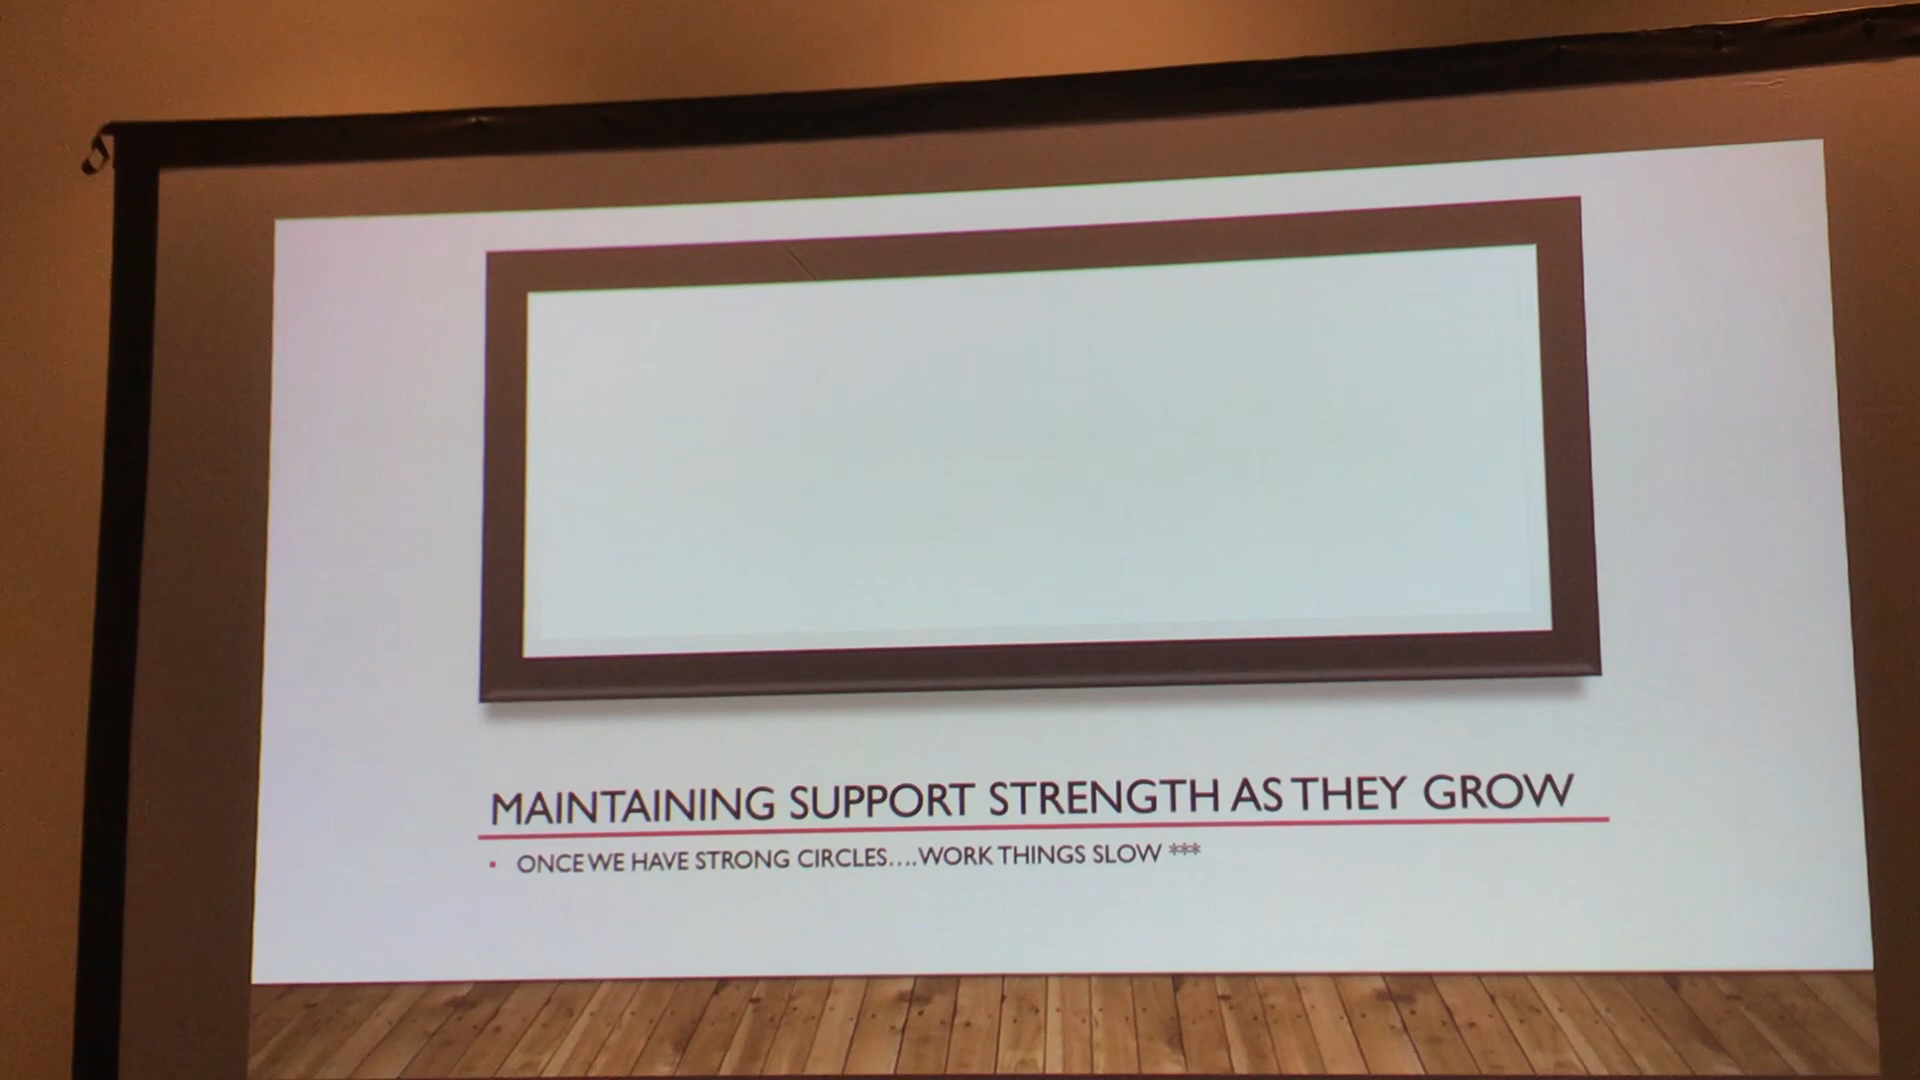 MAINTAINING SUPPORT STRENGTH AS THEY GROW
• ONCE WE HAVE STRONG CIRCLES....WORK THINGS SLOW ***